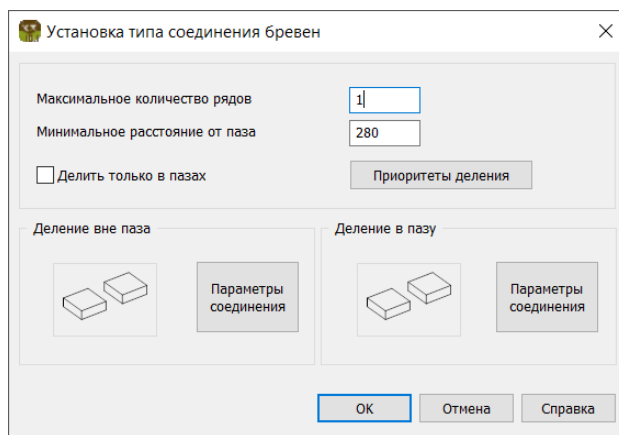 Установка типа соединения бревен
Максимальное количество рядов
1
Минимальное расстояние от паза
280
Делить только в пазах
Приоритеты деления
Деление вне паза
Деление в пазу
Параметры
соединения
Параметры
соединения
OK
Отмена
Справка